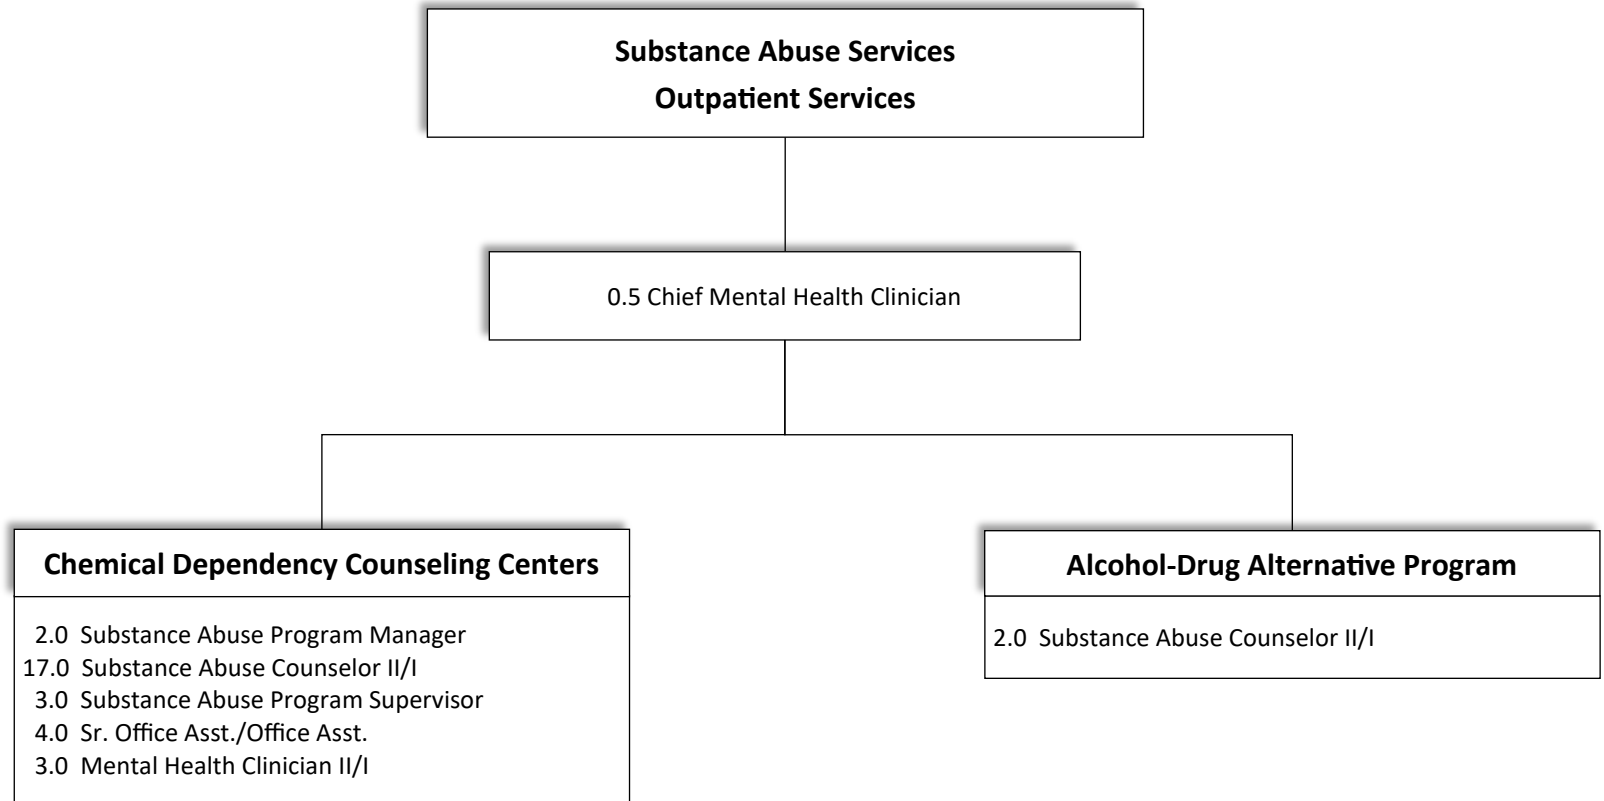 Substance Abuse Services
Outpatient Services
0.5 Chief Mental Health Clinician
Chemical Dependency Counseling Centers
2.0 Substance Abuse Program Manager
17.0 Substance Abuse Counselor II/I
3.0 Substance Abuse Program Supervisor
4.0 Sr. Office Asst./Office Asst.
3.0 Mental Health Clinician II/I
Alcohol-Drug Alternative Program
2.0 Substance Abuse Counselor II/I